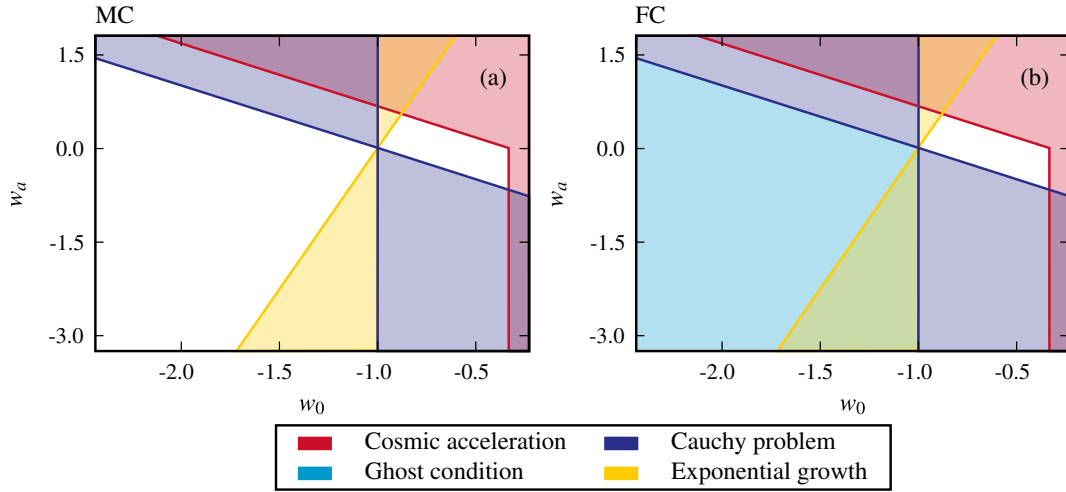 MC
FC
(a)
(b)
1.5
0.0
-1.5
-3.0
w_a
-2.0 -1.5 -1.0 -0.5
w_0
1.5
0.0
-1.5
-3.0
w_a
-2.0 -1.5 -1.0 -0.5
w_0
Cosmic acceleration
Cauchy problem
Ghost condition
Exponential growth